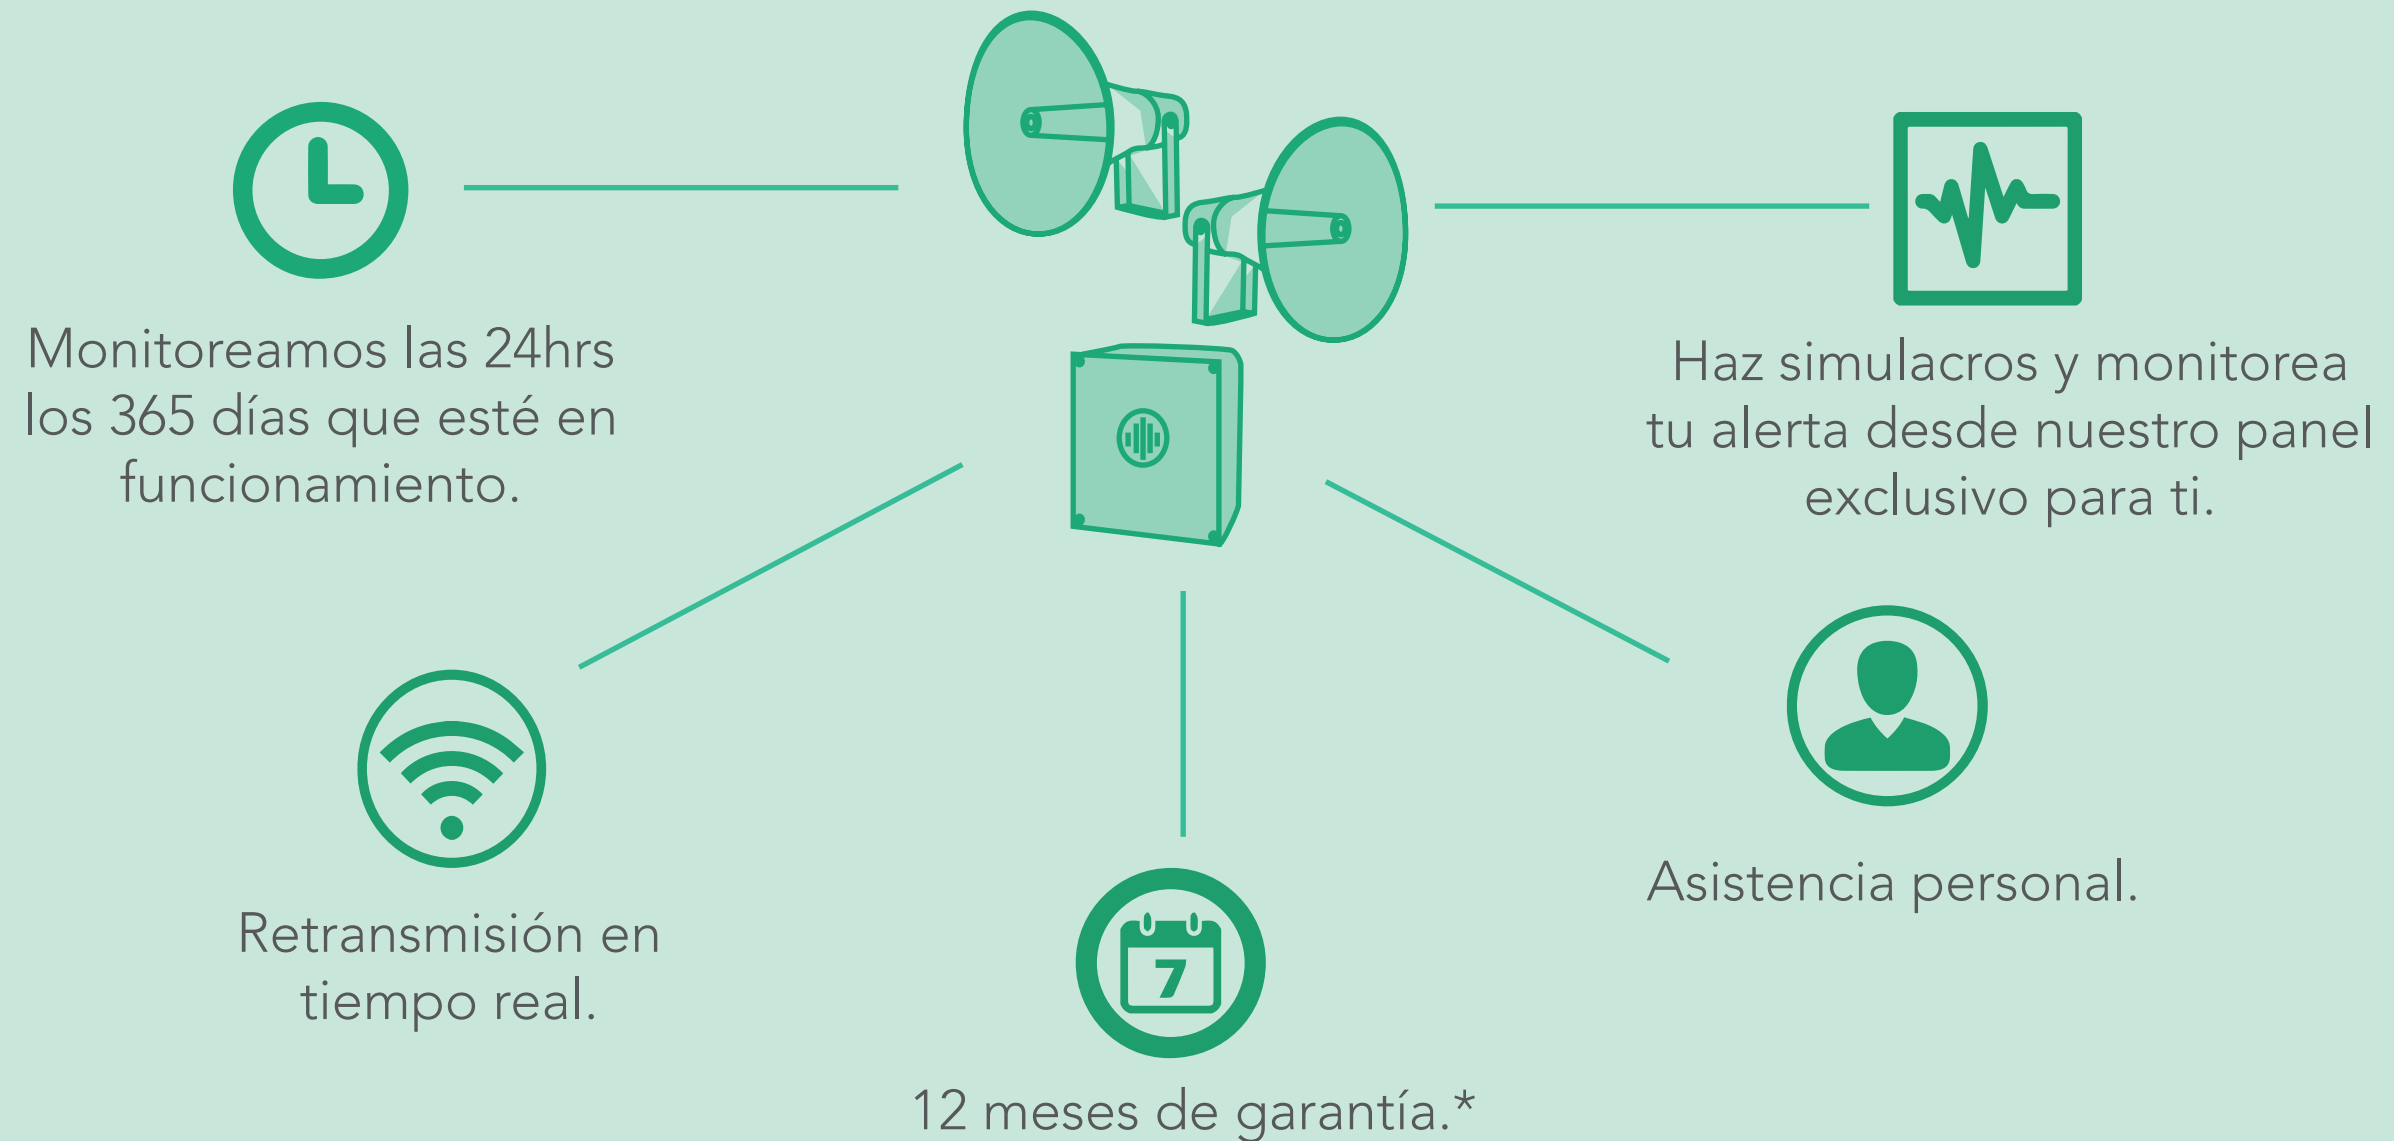 Monitoreamos las 24hrs
los 365 días que esté en
funcionamiento.
Haz simulacros y monitorea
tu alerta desde nuestro panel
exclusivo para ti.
Retransmisión en
tiempo real.
7
12 meses de garantía.*
Asistencia personal.